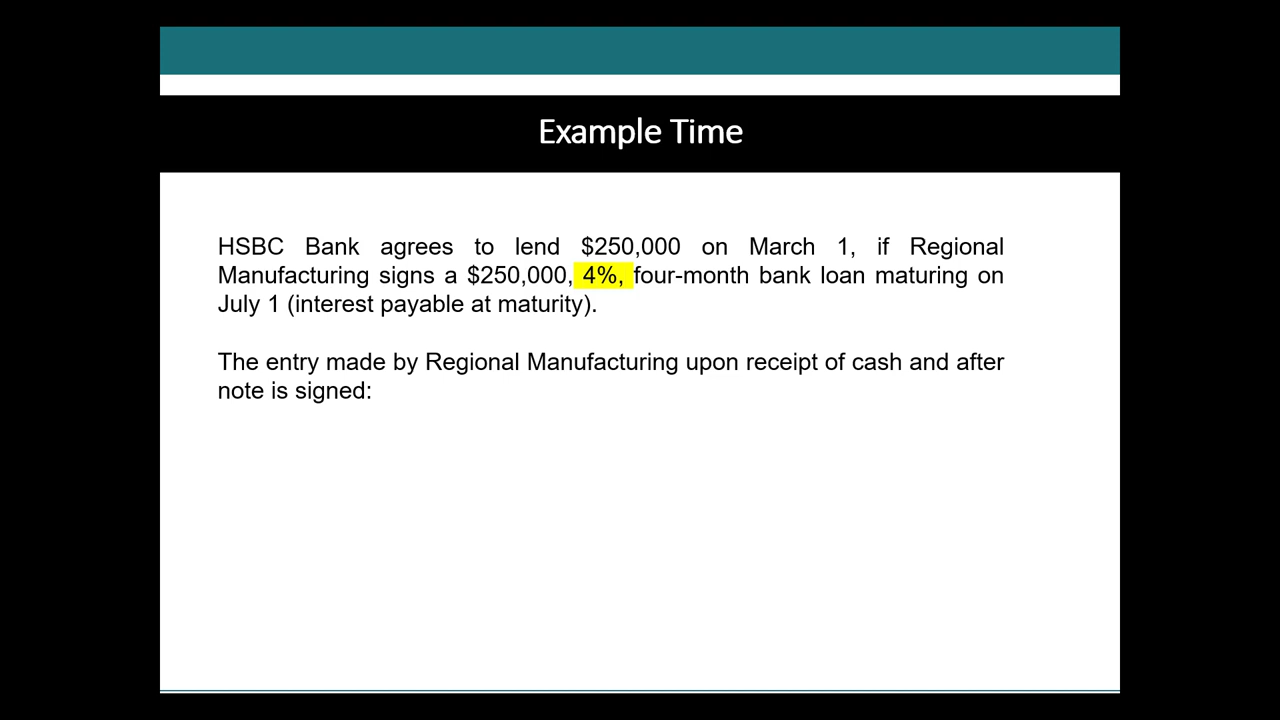 Example Time
HSBC Bank agrees to lend $250,000 on March 1, if Regional
Manufacturing signs a $250,000, 4%, four-month bank loan maturing on
July 1 (interest payable at maturity).
The entry made by Regional Manufacturing upon receipt of cash and after
note is signed: